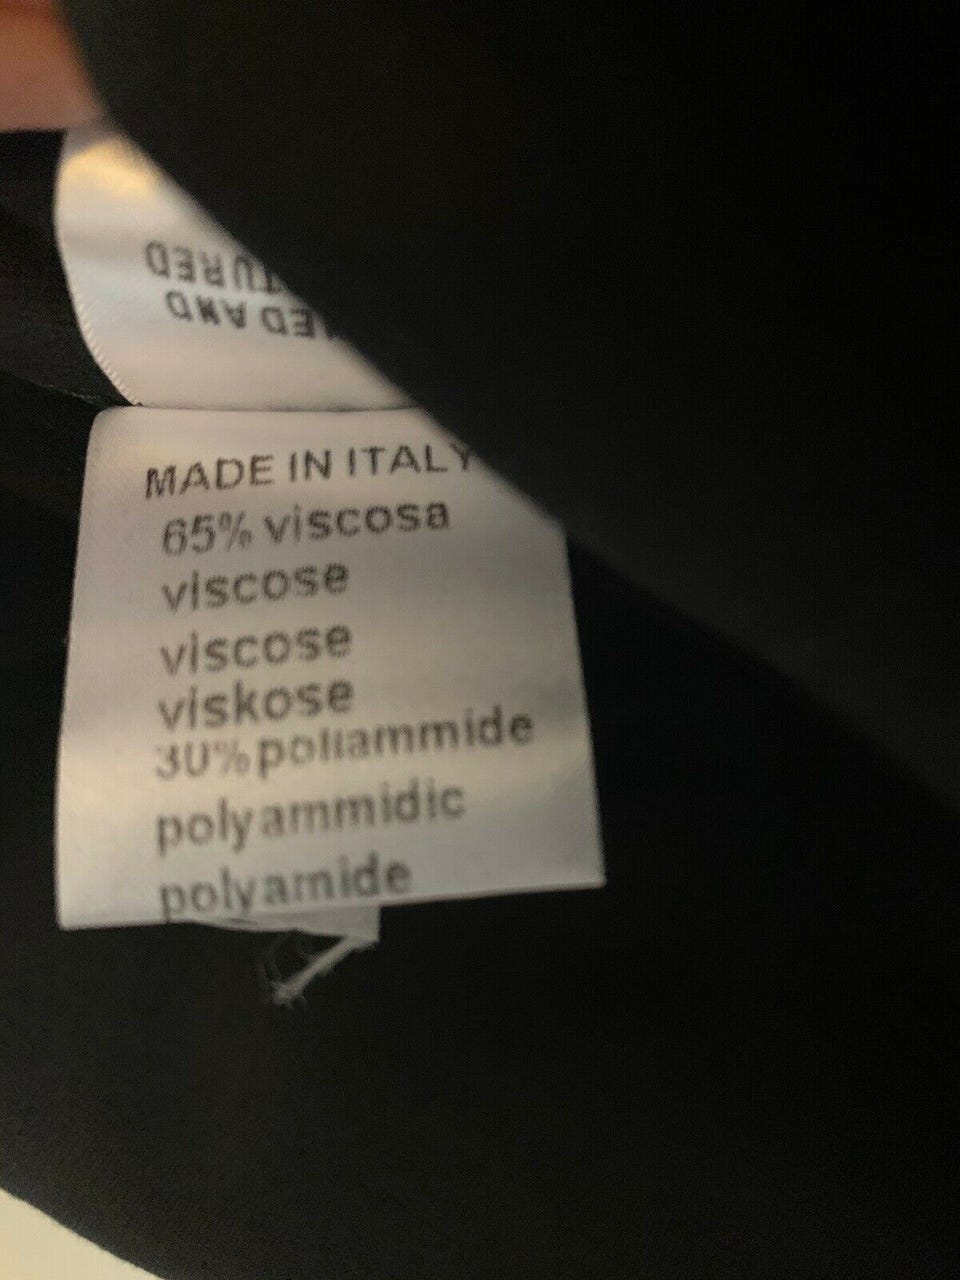 TURED
ED AND
MADE IN ITALY
65% viscosa
viscose
viscose
viskose
30% poliammide
polyammidic
polyamide